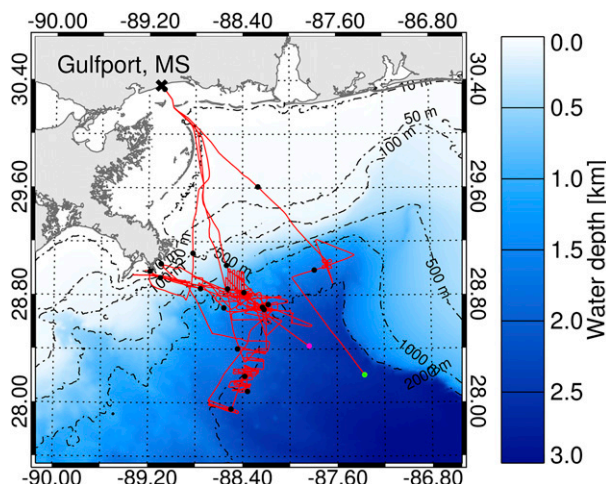 -90.00 -89.20 -88.40 -87.60 -86.80
Gulfport, MS
30.40 29.60 28.80 28.00
30.40 29.60 28.80 28.00
10
50 m
100 m
500 m
500 m
100 m
1000 m
-90.00 -89.20 -88.40 -87.60 -86.80
0.0
0.5
1.0
1.5
2.0
2.5
3.0
Water depth [km]